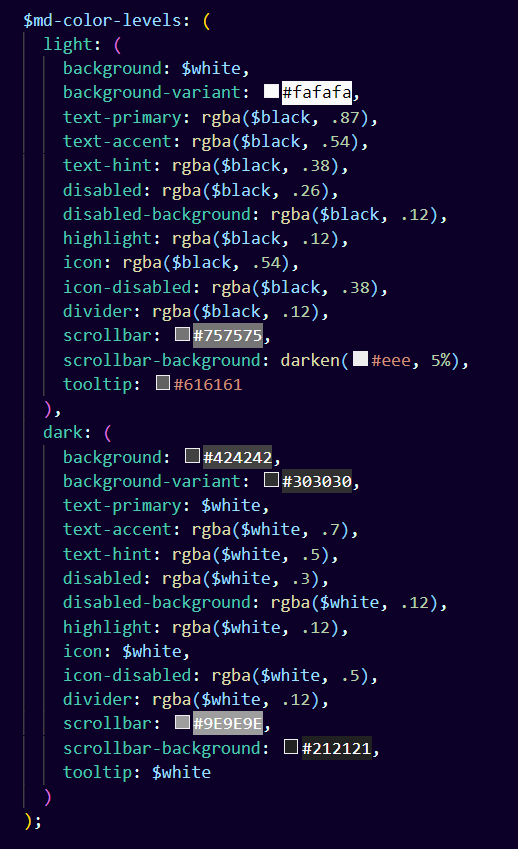 $md-color-levels: (
  light: (
    background: $white,
    background-variant: #fafafa,
    text-primary: rgba($black, .87),
    text-accent: rgba($black, .54),
    text-hint: rgba($black, .38),
    disabled: rgba($black, .26),
    disabled-background: rgba($black, .12),
    highlight: rgba($black, .12),
    icon: rgba($black, .54),
    icon-disabled: rgba($black, .38),
    divider: rgba($black, .12),
    scrollbar: #757575,
    scrollbar-background: darken(#eee, 5%),
    tooltip: #616161
  ),
  dark: (
    background: #424242,
    background-variant: #303030,
    text-primary: $white,
    text-accent: rgba($white, .7),
    text-hint: rgba($white, .5),
    disabled: rgba($white, .3),
    disabled-background: rgba($white, .12),
    highlight: rgba($white, .12),
    icon: $white,
    icon-disabled: rgba($white, .5),
    divider: rgba($white, .12),
    scrollbar: #9E9E9E,
    scrollbar-background: #212121,
    tooltip: $white
  )
);